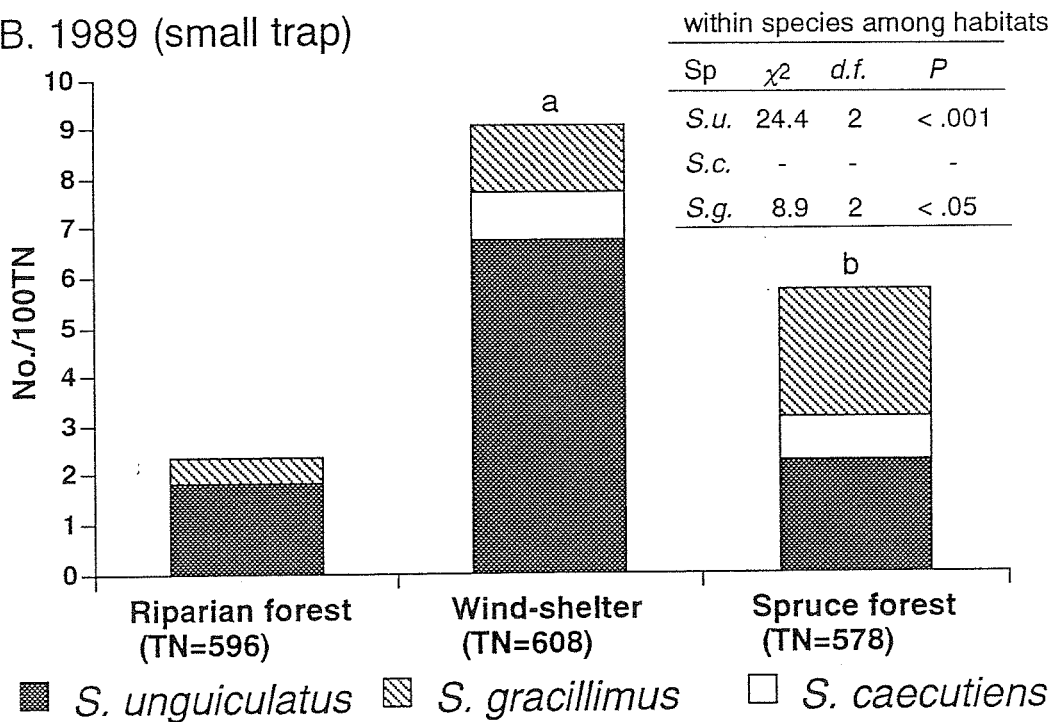 B. 1989 (small trap)
within species among habitats
Sp χ2 d.f. P
S.u. 24.4 2 < .001
S.c. - - -
S.g. 8.9 2 < .05
No./100TN
10
9
8
7
6
5
4
3
2
1
0
a
b
Riparian forest
(TN=596)
Wind-shelter
(TN=608)
Spruce forest
(TN=578)
S. unguiculatus S. gracillimus S. caecutiens